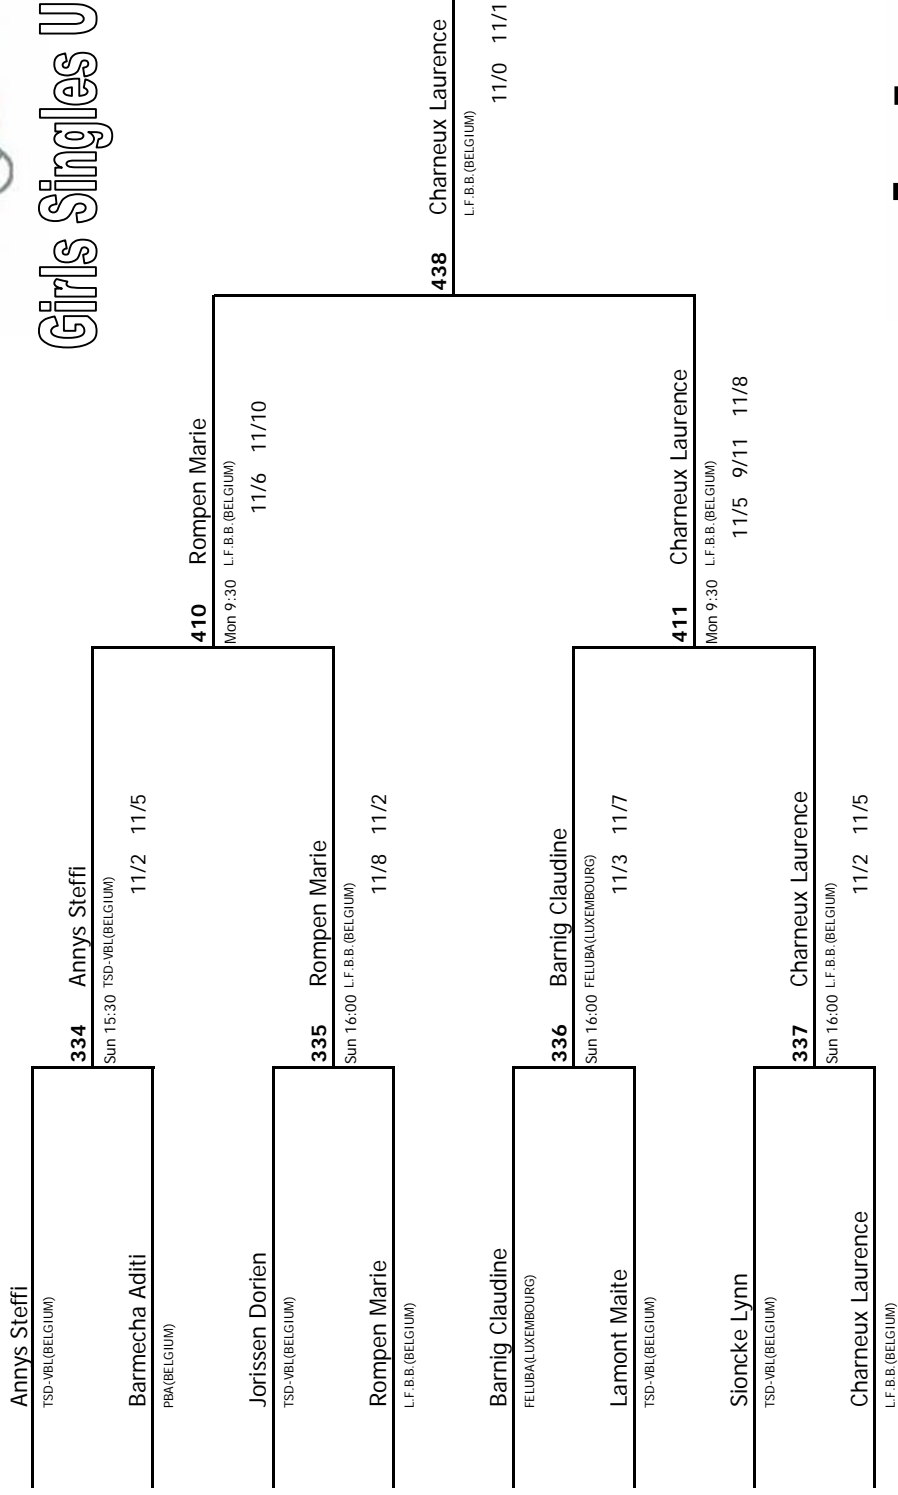 Girls Singles U
Annys Steffi
TSD-VBL(BELGIUM)
334 Annys Steffi
Sun 15:30 TSD-VBL(BELGIUM)
11/2 11/5
Barmecha Aditi
PBA(BELGIUM)
410 Rompen Marie
Mon 9:30 L.F.B.B.(BELGIUM)
11/6 11/10
Jorissen Dorien
TSD-VBL(BELGIUM)
335 Rompen Marie
Sun 16:00 L.F.B.B.(BELGIUM)
11/8 11/2
Rompen Marie
L.F.B.B.(BELGIUM)
438 Charneux Laurence
L.F.B.B.(BELGIUM)
11/0 11/1
Barnig Claudine
FELUBA(LUXEMBOURG)
336 Barnig Claudine
Sun 16:00 FELUBA(LUXEMBOURG)
11/3 11/7
Lamont Maite
TSD-VBL(BELGIUM)
411 Charneux Laurence
Mon 9:30 L.F.B.B.(BELGIUM)
11/5 9/11 11/8
Sioncke Lynn
TSD-VBL(BELGIUM)
337 Charneux Laurence
Sun 16:00 L.F.B.B.(BELGIUM)
11/2 11/5
Charneux Laurence
L.F.B.B.(BELGIUM)